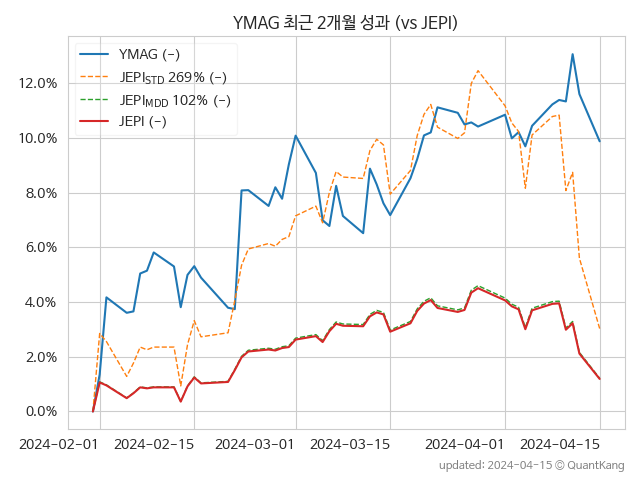 YMAG 최근 2개월 성과 (vs JEPI)
YMAG (-)
JEPI_STD 269% (-)
JEPI_MDD 102% (-)
JEPI (-)
12.0%
10.0%
8.0%
6.0%
4.0%
2.0%
0.0%
2024-02-01 2024-02-15 2024-03-01 2024-03-15 2024-04-01 2024-04-15
updated: 2024-04-15 © QuantKang